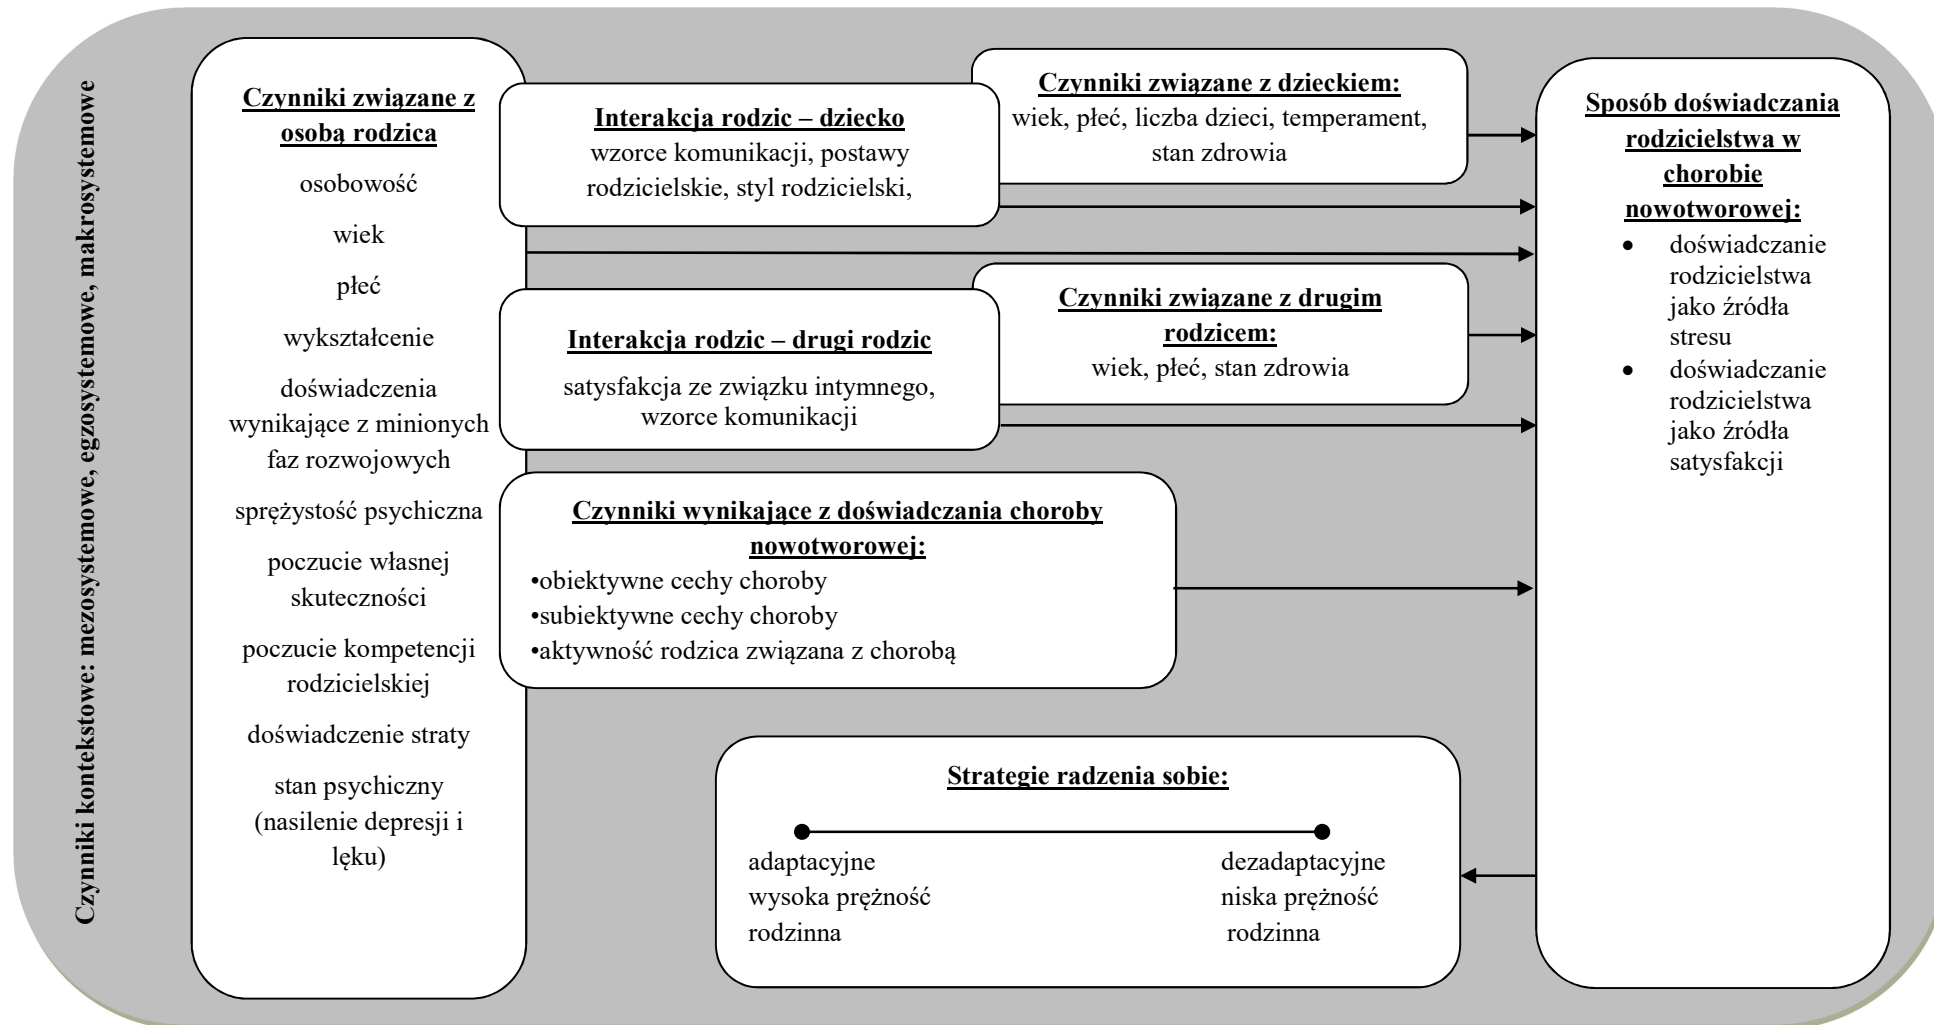 Czynniki kontekstowe: mezosystemowe, egzosystemowe, makrosystemowe
Czynniki związane z
osobą rodzica
osobowość
wiek
płeć
wykształcenie
doświadczenia
wynikające z minionych
faz rozwojowych
sprężystość psychiczna
poczucie własnej
skuteczności
poczucie kompetencji
rodzicielskiej
doświadczenie straty
stan psychiczny
(nasilenie depresji i
lęku)
Interakcja rodzic – dziecko
wzorce komunikacji, postawy
rodzicielskie, styl rodzicielski,
Czynniki związane z dzieckiem:
wiek, płeć, liczba dzieci, temperament,
stan zdrowia
Interakcja rodzic – drugi rodzic
satysfakcja ze związku intymnego,
wzorce komunikacji
Czynniki związane z drugim
rodzicem:
wiek, płeć, stan zdrowia
Czynniki wynikające z doświadczania choroby
nowotworowej:
•obiektywne cechy choroby
•subiektywne cechy choroby
•aktywność rodzica związana z chorobą
Strategie radzenia sobie:
adaptacyjne
wysoka prężność
rodzinna
dezadaptacyjne
niska prężność
rodzinna
Sposób doświadczania
rodzicielstwa w
chorobie
nowotworowej:
• doświadczanie
rodzicielstwa
jako źródła
stresu
• doświadczanie
rodzicielstwa
jako źródła
satysfakcji